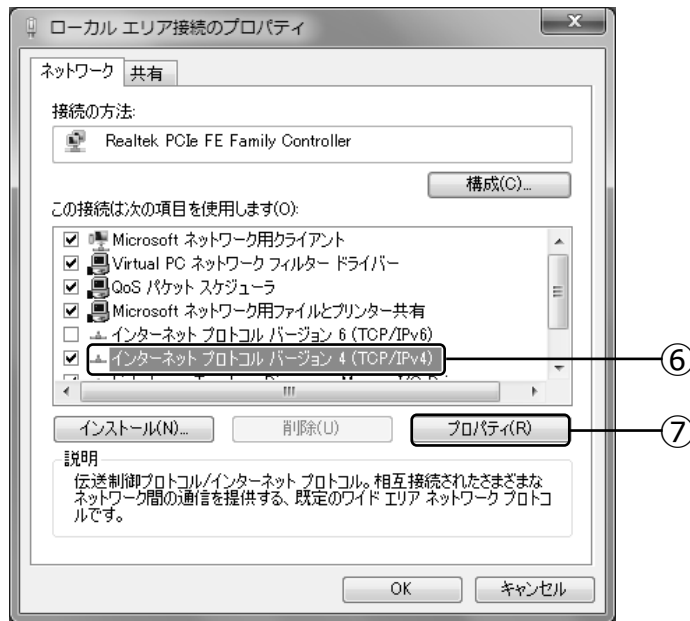 ローカル エリア接続のプロパティ
x
ネットワーク 共有
接続の方法:
Realtek PCIe FE Family Controller
構成(C)...
この接続は次の項目を使用します(O):
Microsoft ネットワーク用クライアント
Virtual PC ネットワーク フィルター ドライバー
QoS パケット スケジューラ
Microsoft ネットワーク用ファイルとプリンター共有
インターネット プロトコル バージョン 6 (TCP/IPv6)
インターネット プロトコル バージョン 4 (TCP/IPv4) ⑥
インストール(N)... 削除(U) プロパティ(R) ⑦
説明
伝送制御プロトコル/インターネット プロトコル。相互接続されたさまざまな
ネットワーク間の通信を提供する、既定のワイド エリア ネットワーク プロトコ
ルです。
OK キャンセル